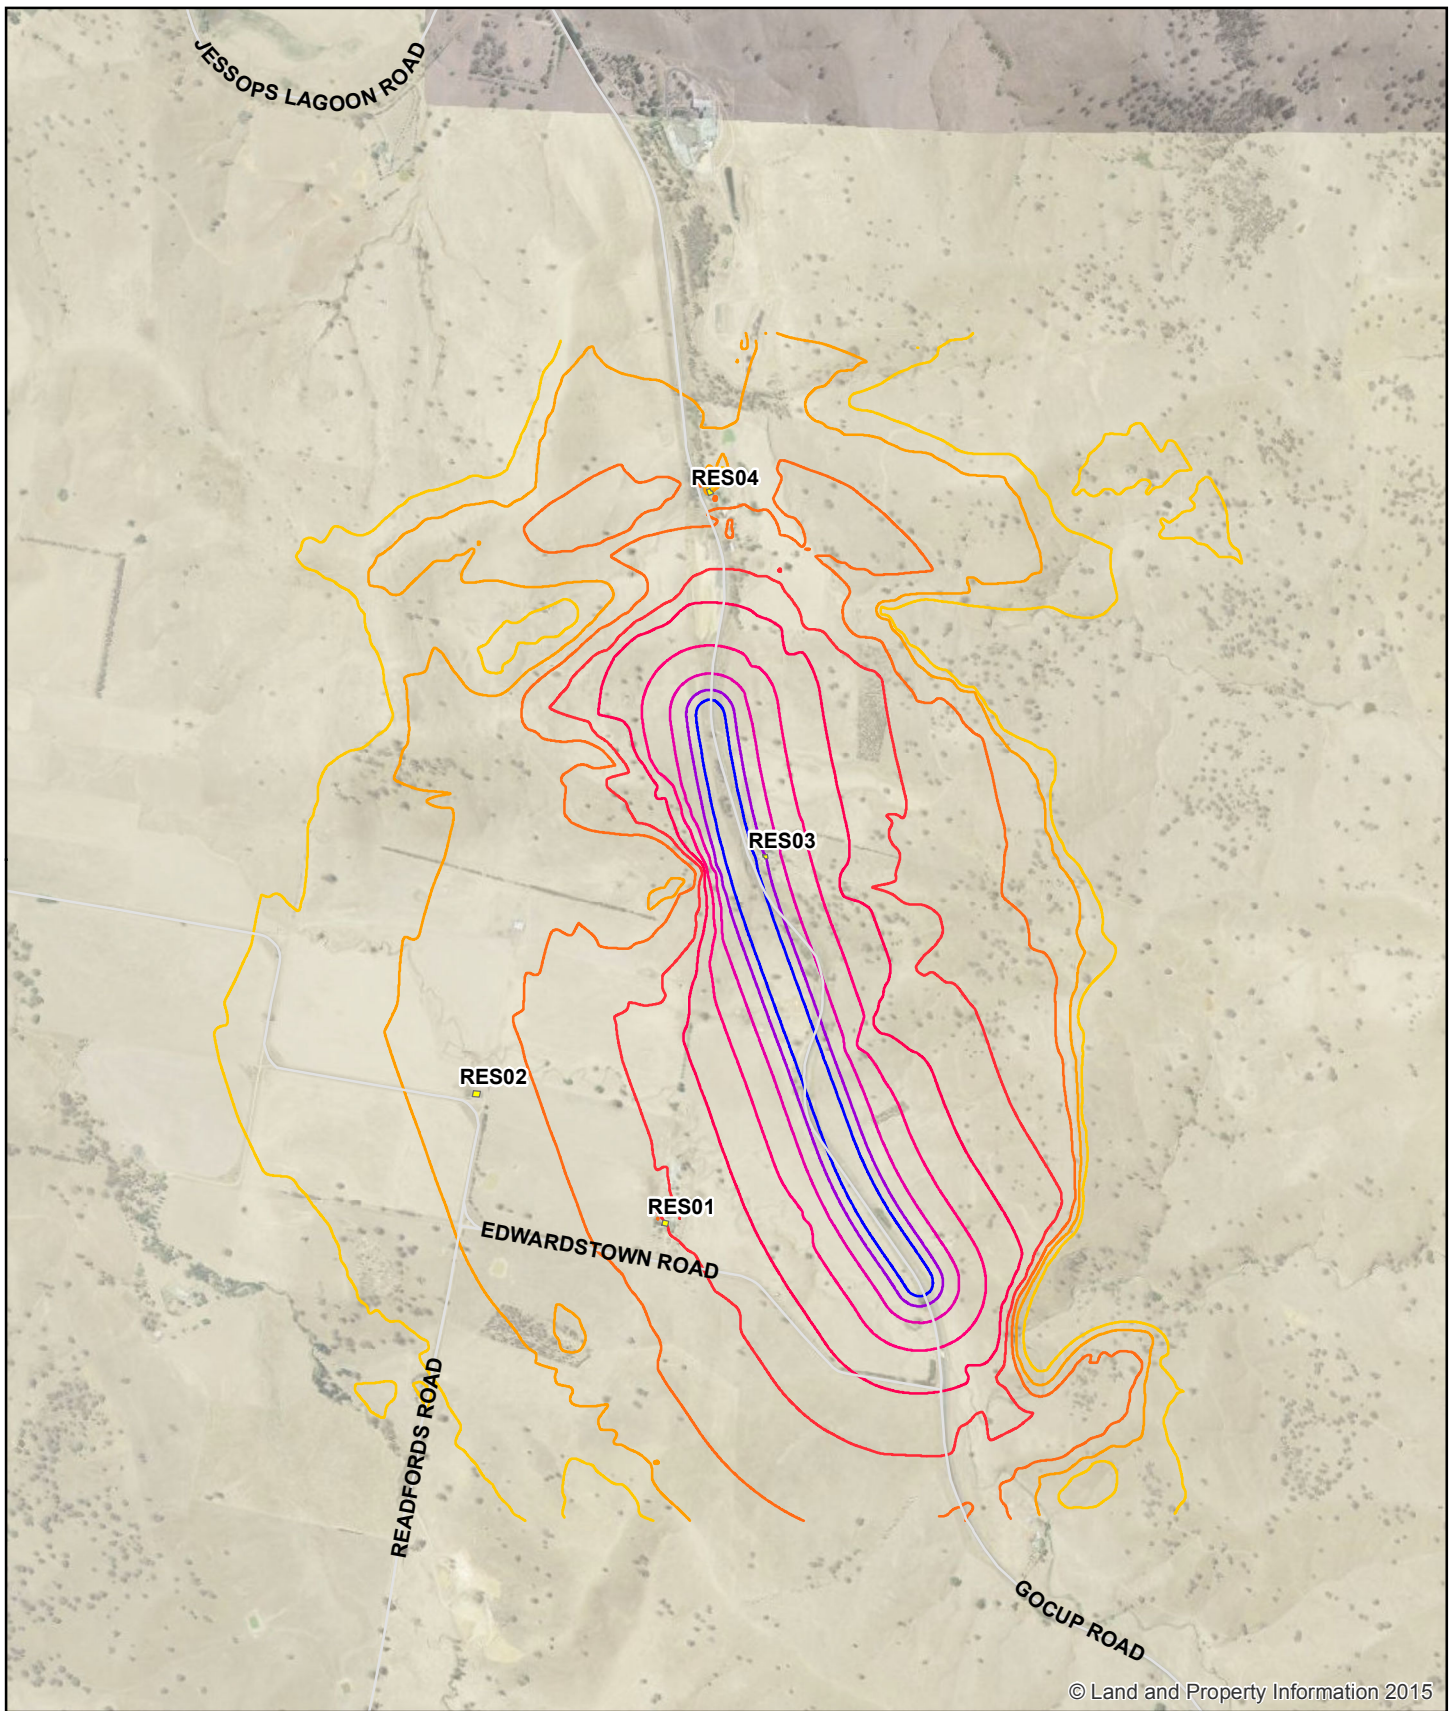 JESSOPS LAGOON ROAD
RES04
RES03
RES02
RES01
EDWARDSTOWN ROAD
READFORDS ROAD
GOCUP ROAD
© Land and Property Information 2015